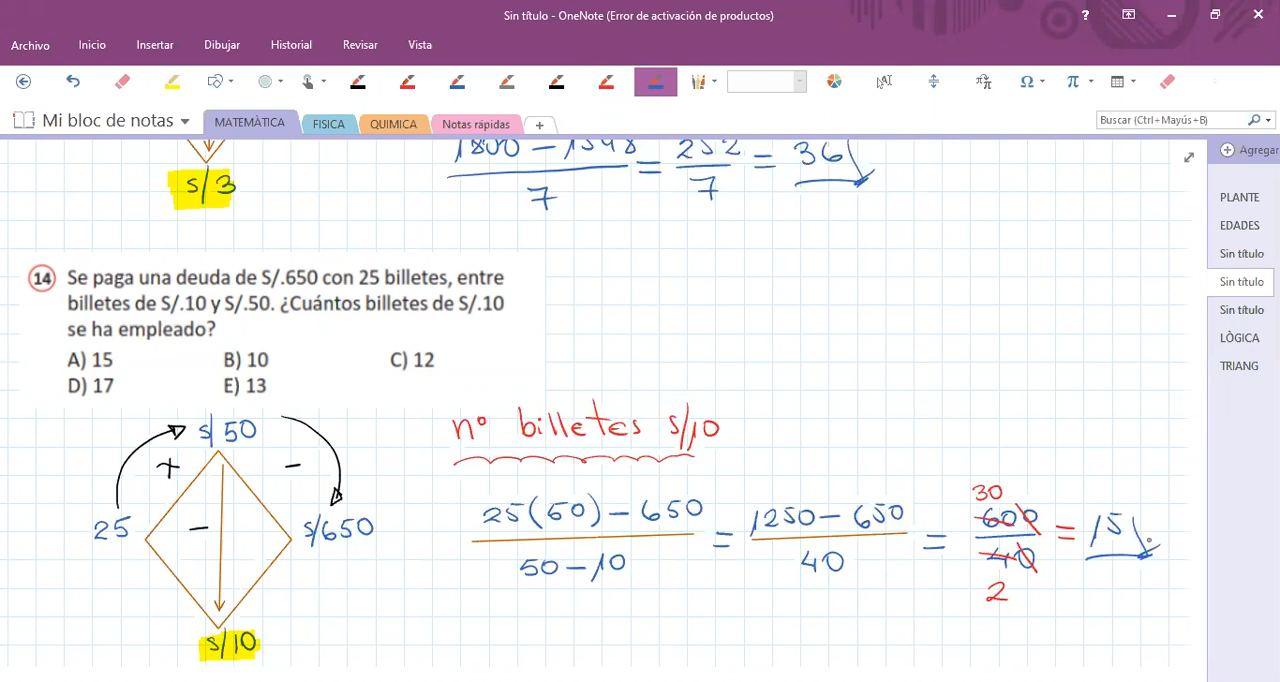 Sin título - OneNote (Error de activación de productos)
?
Archivo Inicio Insertar Dibujar Historial Revisar Vista
Mi bloc de notas MATEMÀTICA FISICA QUIMICA Notas rápidas + Buscar (Ctrl+Mayús+B)
Agregar
PLANTE
EDADES
Sin título
Sin título
Sin título
LÒGICA
TRIANG
s/3
1800 - 1548 = 252 = 36
7 7
14 Se paga una deuda de S/.650 con 25 billetes, entre
billetes de S/.10 y S/.50. ¿Cuántos billetes de S/.10
se ha empleado?
A) 15 B) 10 C) 12
D) 17 E) 13
s/50
+ -
25 - s/650
s/10
nº billetes s/10
30
25(50) - 650 = 1250 - 650 = 600 = 15
50 - 10 40 40
2